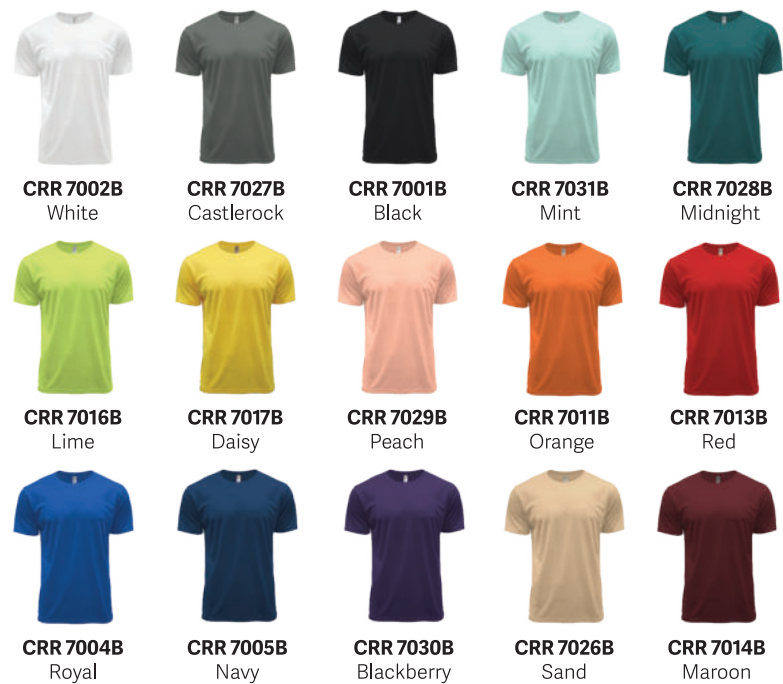 CRR 7002B
White
CRR 7027B
Castlerock
CRR 7001B
Black
CRR 7031B
Mint
CRR 7028B
Midnight
CRR 7016B
Lime
CRR 7017B
Daisy
CRR 7029B
Peach
CRR 7011B
Orange
CRR 7013B
Red
CRR 7004B
Royal
CRR 7005B
Navy
CRR 7030B
Blackberry
CRR 7026B
Sand
CRR 7014B
Maroon